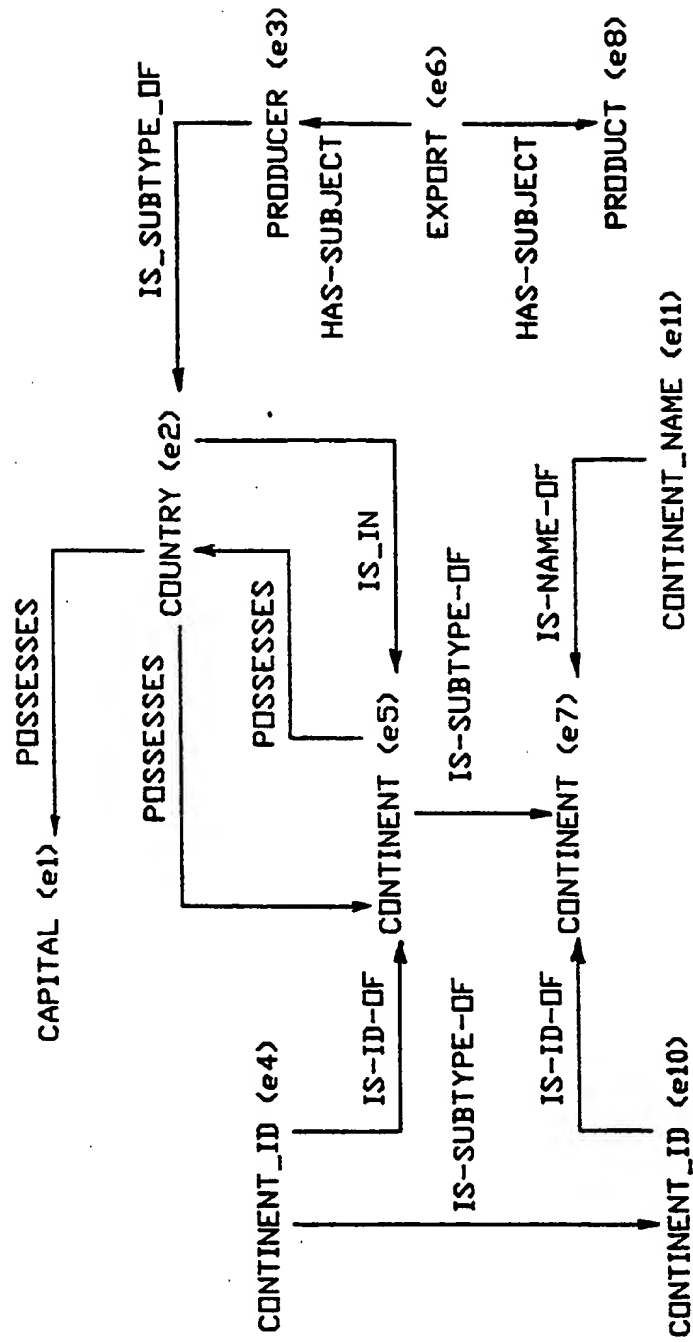 POSSESSES
CAPITAL (e1)
POSSESSES
COUNTRY (e2)
IS_SUBTYPE_OF
PRODUCER (e3)
POSSESSES
IS_IN
HAS-SUBJECT
CONTINENT_ID (e4)
IS-ID-OF
CONTINENT (e5)
EXPORT (e6)
IS-SUBTYPE-OF
IS-SUBTYPE-OF
HAS-SUBJECT
IS-ID-OF
CONTINENT (e7)
IS-NAME-OF
PRODUCT (e8)
CONTINENT_ID (e10)
CONTINENT_NAME (e11)